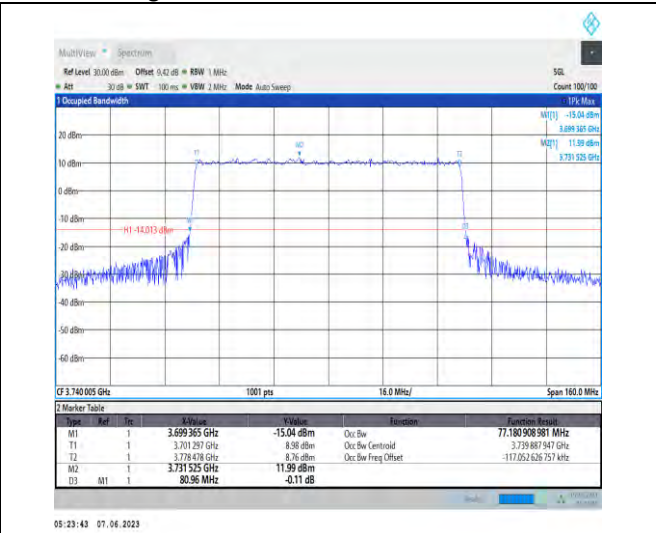 MultiView Spectrum
Ref Level 30.00 dBm Offset 9.42 dB RBW 1 MHz SGL
Att 30 dB SWT 100 ms VBW 2 MHz Mode Auto Sweep Count 100/100
1 Occupied Bandwidth 1Pk Max
M1[1] -15.04 dBm
3.699 365 GHz
20 dBm
M2[1] 11.99 dBm
3.731 525 GHz
T1 M2 T2
10 dBm
0 dBm
-10 dBm
H1 -14.013 dBm
-20 dBm
-30 dBm
-40 dBm
-50 dBm
-60 dBm
CF 3.740 005 GHz 1001 pts 16.0 MHz/ Span 160.0 MHz
2 Marker Table
Type Ref Trc X-Value Y-Value Function Function Result
M1 1 3.699 365 GHz -15.04 dBm Occ Bw 77.180 908 981 MHz
T1 1 3.701 297 GHz 8.98 dBm Occ Bw Centroid 3.739 887 947 GHz
T2 1 3.778 478 GHz 8.76 dBm Occ Bw Freq Offset -117.052 626 757 kHz
M2 1 3.731 525 GHz 11.99 dBm
D3 M1 1 80.96 MHz -0.11 dB
05:23:43 07.06.2023